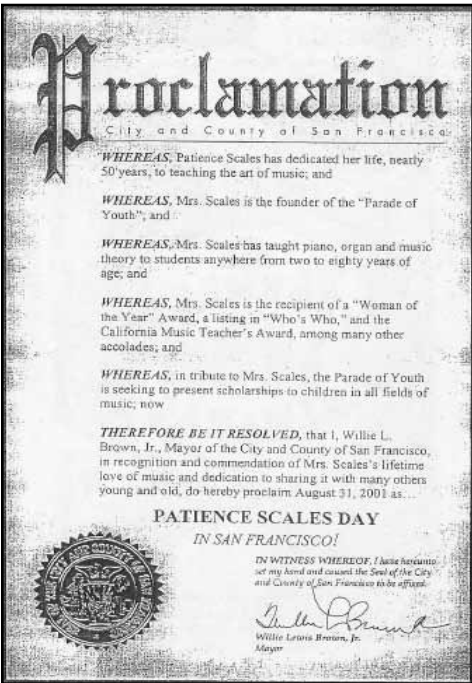 Proclamation
City and County of San Francisco
WHEREAS, Patience Scales has dedicated her life, nearly
50 years, to teaching the art of music; and
WHEREAS, Mrs. Scales is the founder of the "Parade of
Youth"; and
WHEREAS, Mrs. Scales has taught piano, organ and music
theory to students anywhere from two to eighty years of
age; and
WHEREAS, Mrs. Scales is the recipient of a "Woman of
the Year" Award, a listing in "Who's Who," and the
California Music Teacher's Award, among many other
accolades; and
WHEREAS, in tribute to Mrs. Scales, the Parade of Youth
is seeking to present scholarships to children in all fields of
music; now
THEREFORE BE IT RESOLVED, that I, Willie L.
Brown, Jr., Mayor of the City and County of San Francisco,
in recognition and commendation of Mrs. Scales's lifetime
love of music and dedication to sharing it with many others
young and old, do hereby proclaim August 31, 2001 as...
PATIENCE SCALES DAY
IN SAN FRANCISCO!
IN WITNESS WHEREOF, I have hereunto
set my hand and caused the Seal of the City
and County of San Francisco to be affixed.
Willie Lewis Brown, Jr.
Mayor